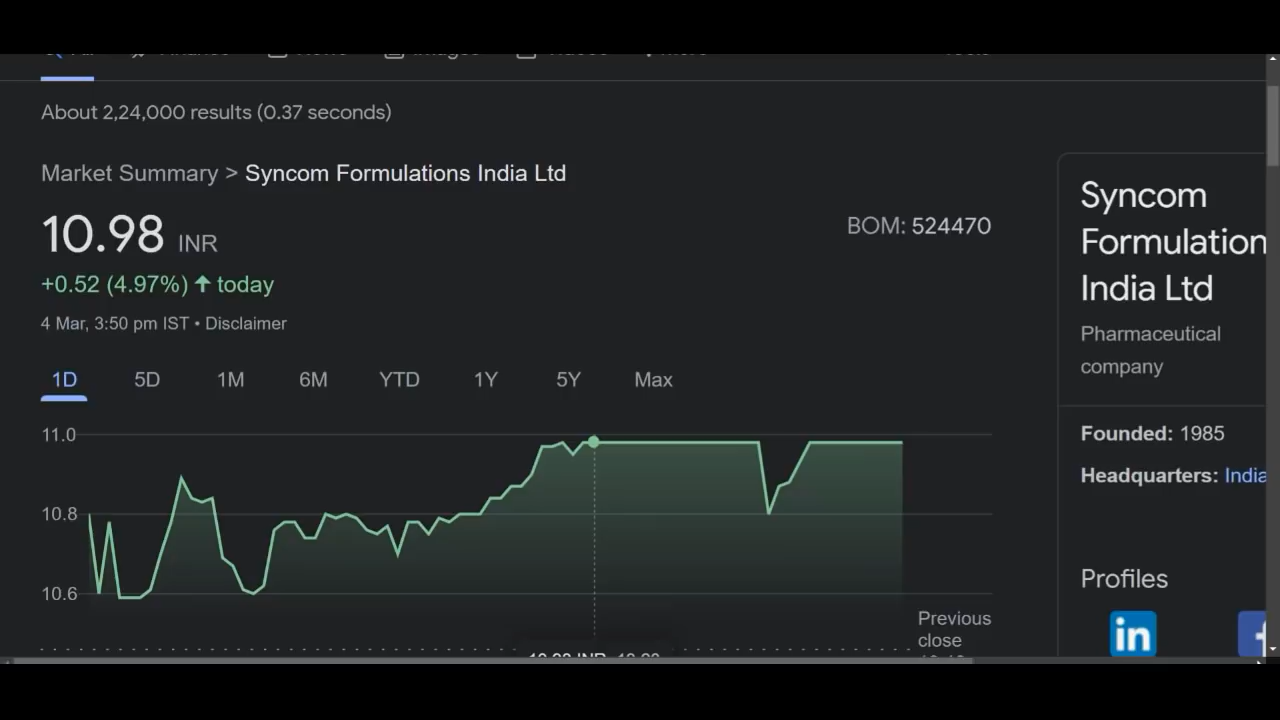 About 2,24,000 results (0.37 seconds)
Market Summary > Syncom Formulations India Ltd
10.98 INR
BOM: 524470
+0.52 (4.97%) ↑ today
4 Mar, 3:50 pm IST • Disclaimer
1D 5D 1M 6M YTD 1Y 5Y Max
11.0
10.8
10.6
Previous
close
Syncom
Formulation
India Ltd
Pharmaceutical
company
Founded: 1985
Headquarters: India
Profiles
in
f